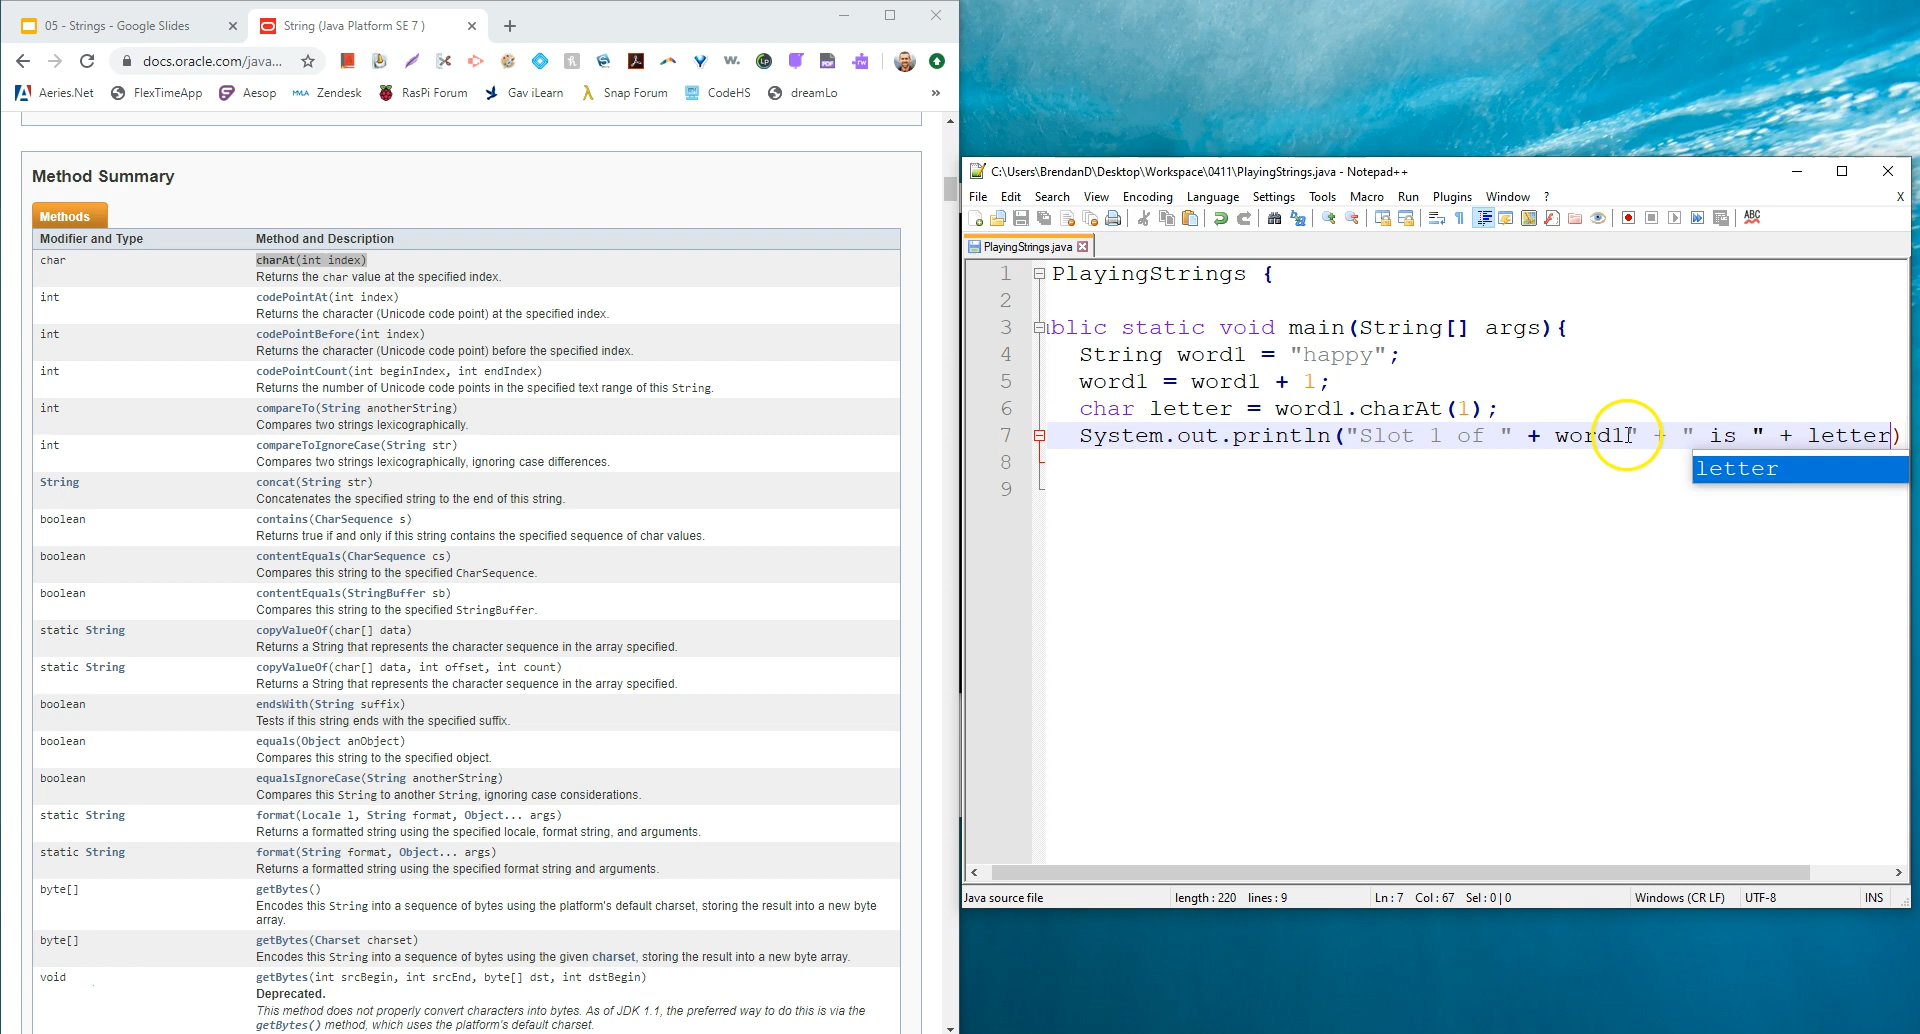 05 - Strings - Google Slides
String (Java Platform SE 7 )
docs.oracle.com/java...
Aeries.Net
FlexTimeApp
Aesop
Zendesk
RasPi Forum
Gav iLearn
Snap Forum
CodeHS
dreamLo
»
Method Summary
Methods
Modifier and Type Method and Description
char charAt(int index)
Returns the char value at the specified index.
int codePointAt(int index)
Returns the character (Unicode code point) at the specified index.
int codePointBefore(int index)
Returns the character (Unicode code point) before the specified index.
int codePointCount(int beginIndex, int endIndex)
Returns the number of Unicode code points in the specified text range of this String.
int compareTo(String anotherString)
Compares two strings lexicographically.
int compareToIgnoreCase(String str)
Compares two strings lexicographically, ignoring case differences.
String concat(String str)
Concatenates the specified string to the end of this string.
boolean contains(CharSequence s)
Returns true if and only if this string contains the specified sequence of char values.
boolean contentEquals(CharSequence cs)
Compares this string to the specified CharSequence.
boolean contentEquals(StringBuffer sb)
Compares this string to the specified StringBuffer.
static String copyValueOf(char[] data)
Returns a String that represents the character sequence in the array specified.
static String copyValueOf(char[] data, int offset, int count)
Returns a String that represents the character sequence in the array specified.
boolean endsWith(String suffix)
Tests if this string ends with the specified suffix.
boolean equals(Object anObject)
Compares this string to the specified object.
boolean equalsIgnoreCase(String anotherString)
Compares this String to another String, ignoring case considerations.
static String format(Locale l, String format, Object... args)
Returns a formatted string using the specified locale, format string, and arguments.
static String format(String format, Object... args)
Returns a formatted string using the specified format string and arguments.
byte[] getBytes()
Encodes this String into a sequence of bytes using the platform's default charset, storing the result into a new byte
array.
byte[] getBytes(Charset charset)
Encodes this String into a sequence of bytes using the given charset, storing the result into a new byte array.
void getBytes(int srcBegin, int srcEnd, byte[] dst, int dstBegin)
Deprecated.
This method does not properly convert characters into bytes. As of JDK 1.1, the preferred way to do this is via the
getBytes() method, which uses the platform's default charset.
C:\Users\BrendanD\Desktop\Workspace\0411\PlayingStrings.java - Notepad++
File Edit Search View Encoding Language Settings Tools Macro Run Plugins Window ? X
ABC
PlayingStrings.java
1 PlayingStrings {
2
3 ublic static void main(String[] args){
4 String word1 = "happy";
5 word1 = word1 + 1;
6 char letter = word1.charAt(1);
7 System.out.println("Slot 1 of " + word1" + " is " + letter)
letter
8
9
Java source file length : 220 lines : 9 Ln : 7 Col : 67 Sel : 0 | 0 Windows (CR LF) UTF-8 INS